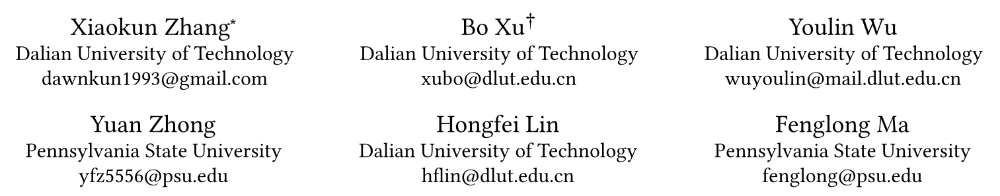 Xiaokun Zhang*
Dalian University of Technology
dawnkun1993@gmail.com
Bo Xu†
Dalian University of Technology
xubo@dlut.edu.cn
Youlin Wu
Dalian University of Technology
wuyoulin@mail.dlut.edu.cn
Yuan Zhong
Pennsylvania State University
yfz5556@psu.edu
Hongfei Lin
Dalian University of Technology
hflin@dlut.edu.cn
Fenglong Ma
Pennsylvania State University
fenglong@psu.edu